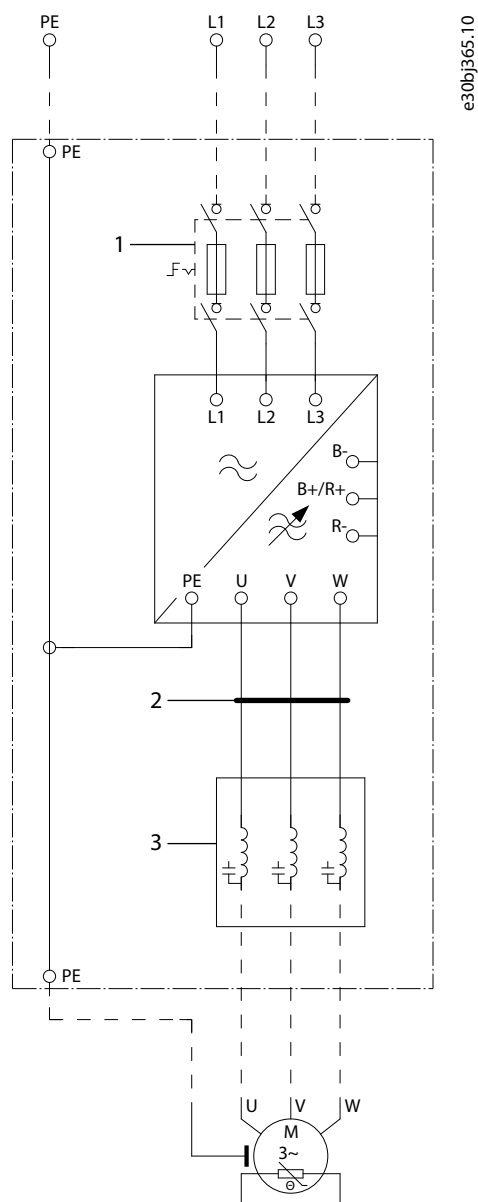 PE L1 L2 L3
e30bj365.10
PE
1
L1 L2 L3
B-
B+/R+
R-
PE U V W
2
3
PE
U V W
M
3~
Θ